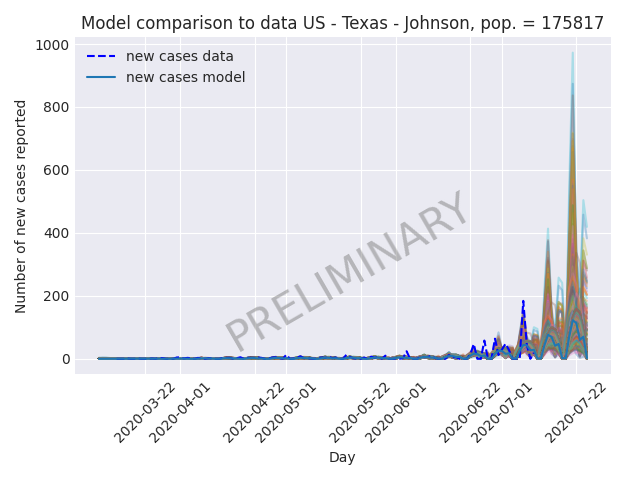 Model comparison to data US - Texas - Johnson, pop. = 175817
new cases data
new cases model
1000
800
600
400
200
0
Number of new cases reported
PRELIMINARY
2020-03-22
2020-04-01
2020-04-22
2020-05-01
2020-05-22
2020-06-01
2020-06-22
2020-07-01
2020-07-22
Day